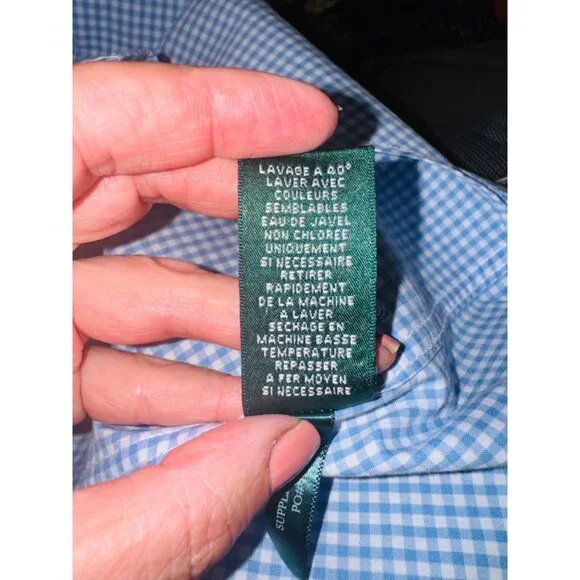 LAVAGE A 40°
LAVER AVEC
COULEURS
SEMBLABLES
EAU DE JAVEL
NON CHLOREE
UNIQUEMENT
SI NECESSAIRE
RETIRER
RAPIDEMENT
DE LA MACHINE
A LAVER
SECHAGE EN
MACHINE BASSE
TEMPERATURE
REPASSER
A FER MOYEN
SI NECESSAIRE